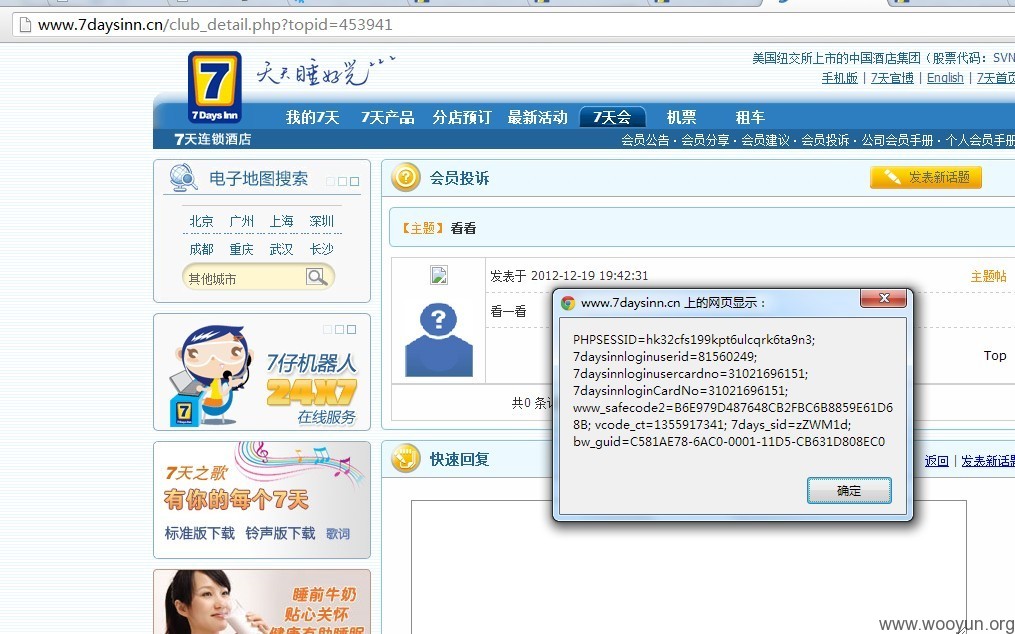 www.7daysinn.cn/club_detail.php?topid=453941
7
7 Days Inn
天天睡好觉
美国纽交所上市的中国酒店集团（股票代码：SVN
手机版 | 7天官博 | English | 7天首页
我的7天 7天产品 分店预订 最新活动 7天会 机票 租车
7天连锁酒店
会员公告 · 会员分享 · 会员建议 · 会员投诉 · 公司会员手册 · 个人会员手册
电子地图搜索
北京 广州 上海 深圳
成都 重庆 武汉 长沙
其他城市
7仔机器人
24X7
在线服务
7
7天之歌
有你的每个7天
标准版下载 铃声版下载 歌词
睡前牛奶
贴心关怀
健康有助睡眠
会员投诉
发表新话题
【主题】 看看
发表于 2012-12-19 19:42:31
主题帖
看一看
Top
共0 条
快速回复
返回 | 发表新话题
www.7daysinn.cn 上的网页显示：
PHPSESSID=hk32cfs199kpt6ulcqrk6ta9n3;
7daysinnloginuserid=81560249;
7daysinnloginusercardno=31021696151;
7daysinnloginCardNo=31021696151;
www_safecode2=B6E979D487648CB2FBC6B8859E61D6
8B; vcode_ct=1355917341; 7days_sid=zZWM1d;
bw_guid=C581AE78-6AC0-0001-11D5-CB631D808EC0
确定
www.wooyun.org